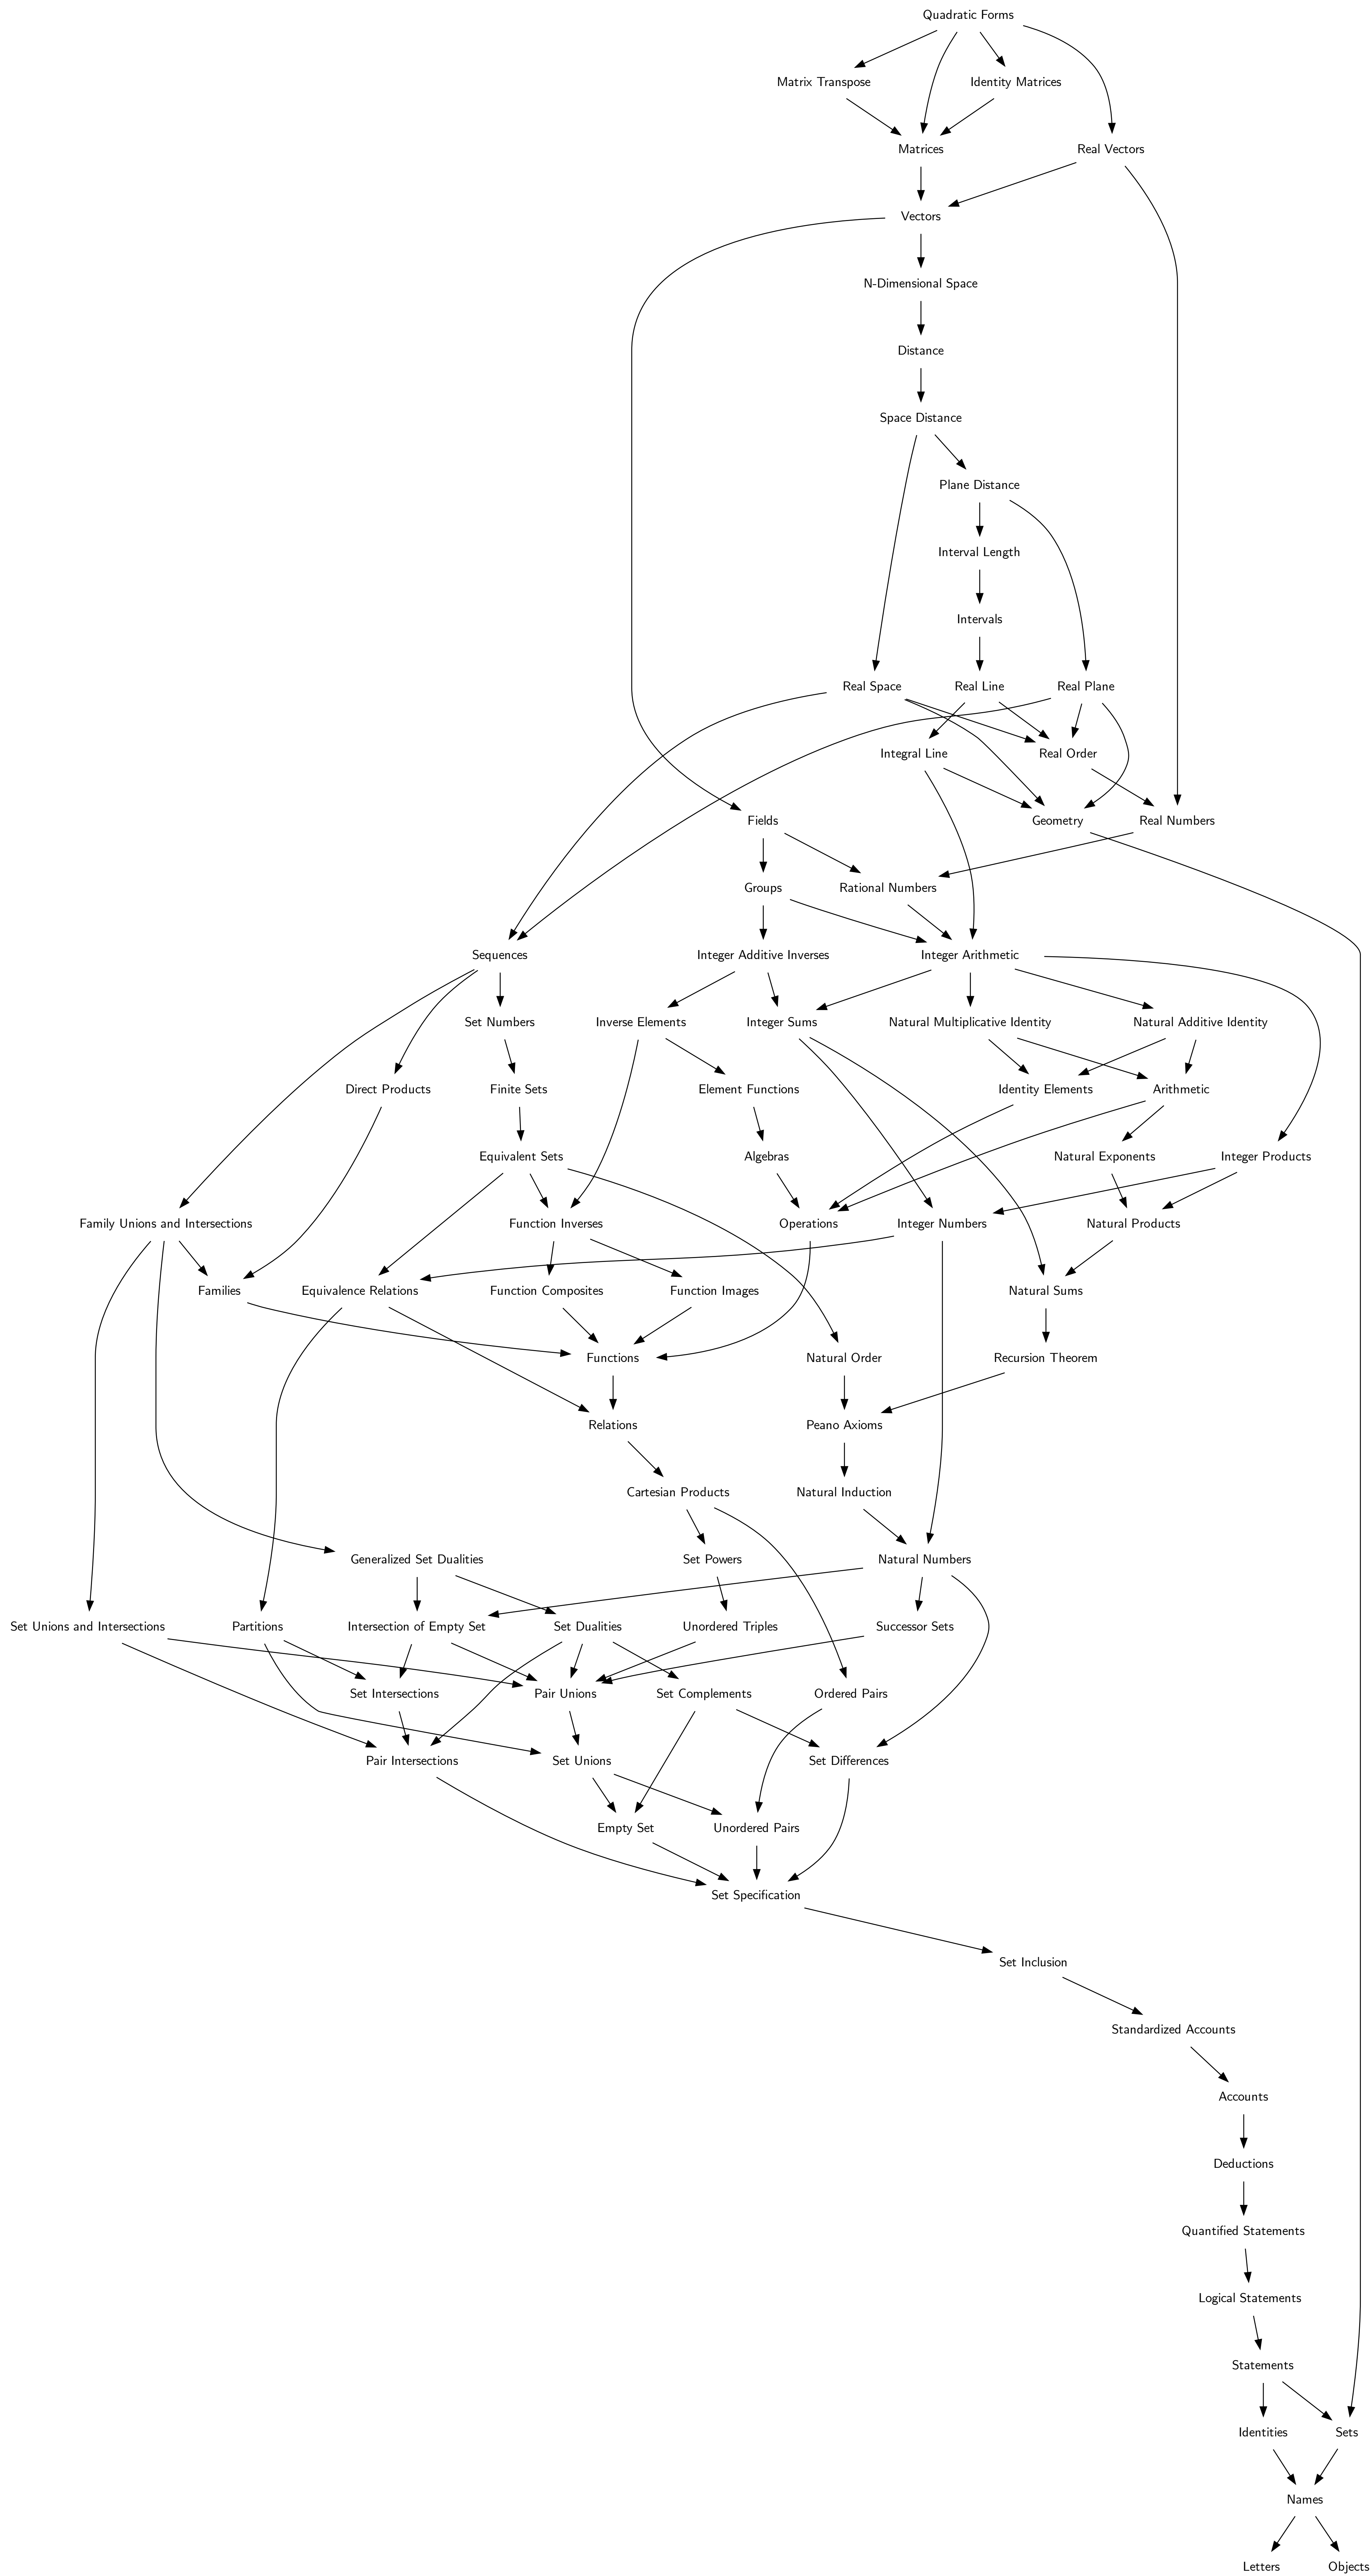 Quadratic Forms
Matrix Transpose
Identity Matrices
Matrices
Real Vectors
Vectors
N-Dimensional Space
Distance
Space Distance
Plane Distance
Interval Length
Intervals
Real Space
Real Line
Real Plane
Integral Line
Real Order
Fields
Geometry
Real Numbers
Groups
Rational Numbers
Sequences
Integer Additive Inverses
Integer Arithmetic
Set Numbers
Inverse Elements
Integer Sums
Natural Multiplicative Identity
Natural Additive Identity
Direct Products
Finite Sets
Element Functions
Identity Elements
Arithmetic
Equivalent Sets
Algebras
Natural Exponents
Integer Products
Family Unions and Intersections
Function Inverses
Operations
Integer Numbers
Natural Products
Families
Equivalence Relations
Function Composites
Function Images
Natural Sums
Functions
Natural Order
Recursion Theorem
Relations
Peano Axioms
Cartesian Products
Natural Induction
Generalized Set Dualities
Set Powers
Natural Numbers
Set Unions and Intersections
Partitions
Intersection of Empty Set
Set Dualities
Unordered Triples
Successor Sets
Set Intersections
Pair Unions
Set Complements
Ordered Pairs
Pair Intersections
Set Unions
Set Differences
Empty Set
Unordered Pairs
Set Specification
Set Inclusion
Standardized Accounts
Accounts
Deductions
Quantified Statements
Logical Statements
Statements
Identities
Sets
Names
Letters
Objects